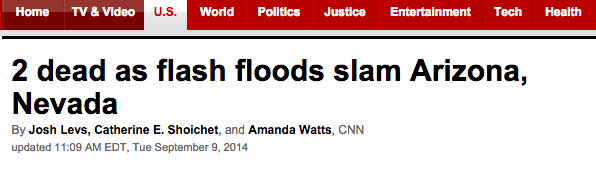 Home TV & Video U.S. World Politics Justice Entertainment Tech Health
2 dead as flash floods slam Arizona,
Nevada
By Josh Levs, Catherine E. Shoichet, and Amanda Watts, CNN
updated 11:09 AM EDT, Tue September 9, 2014